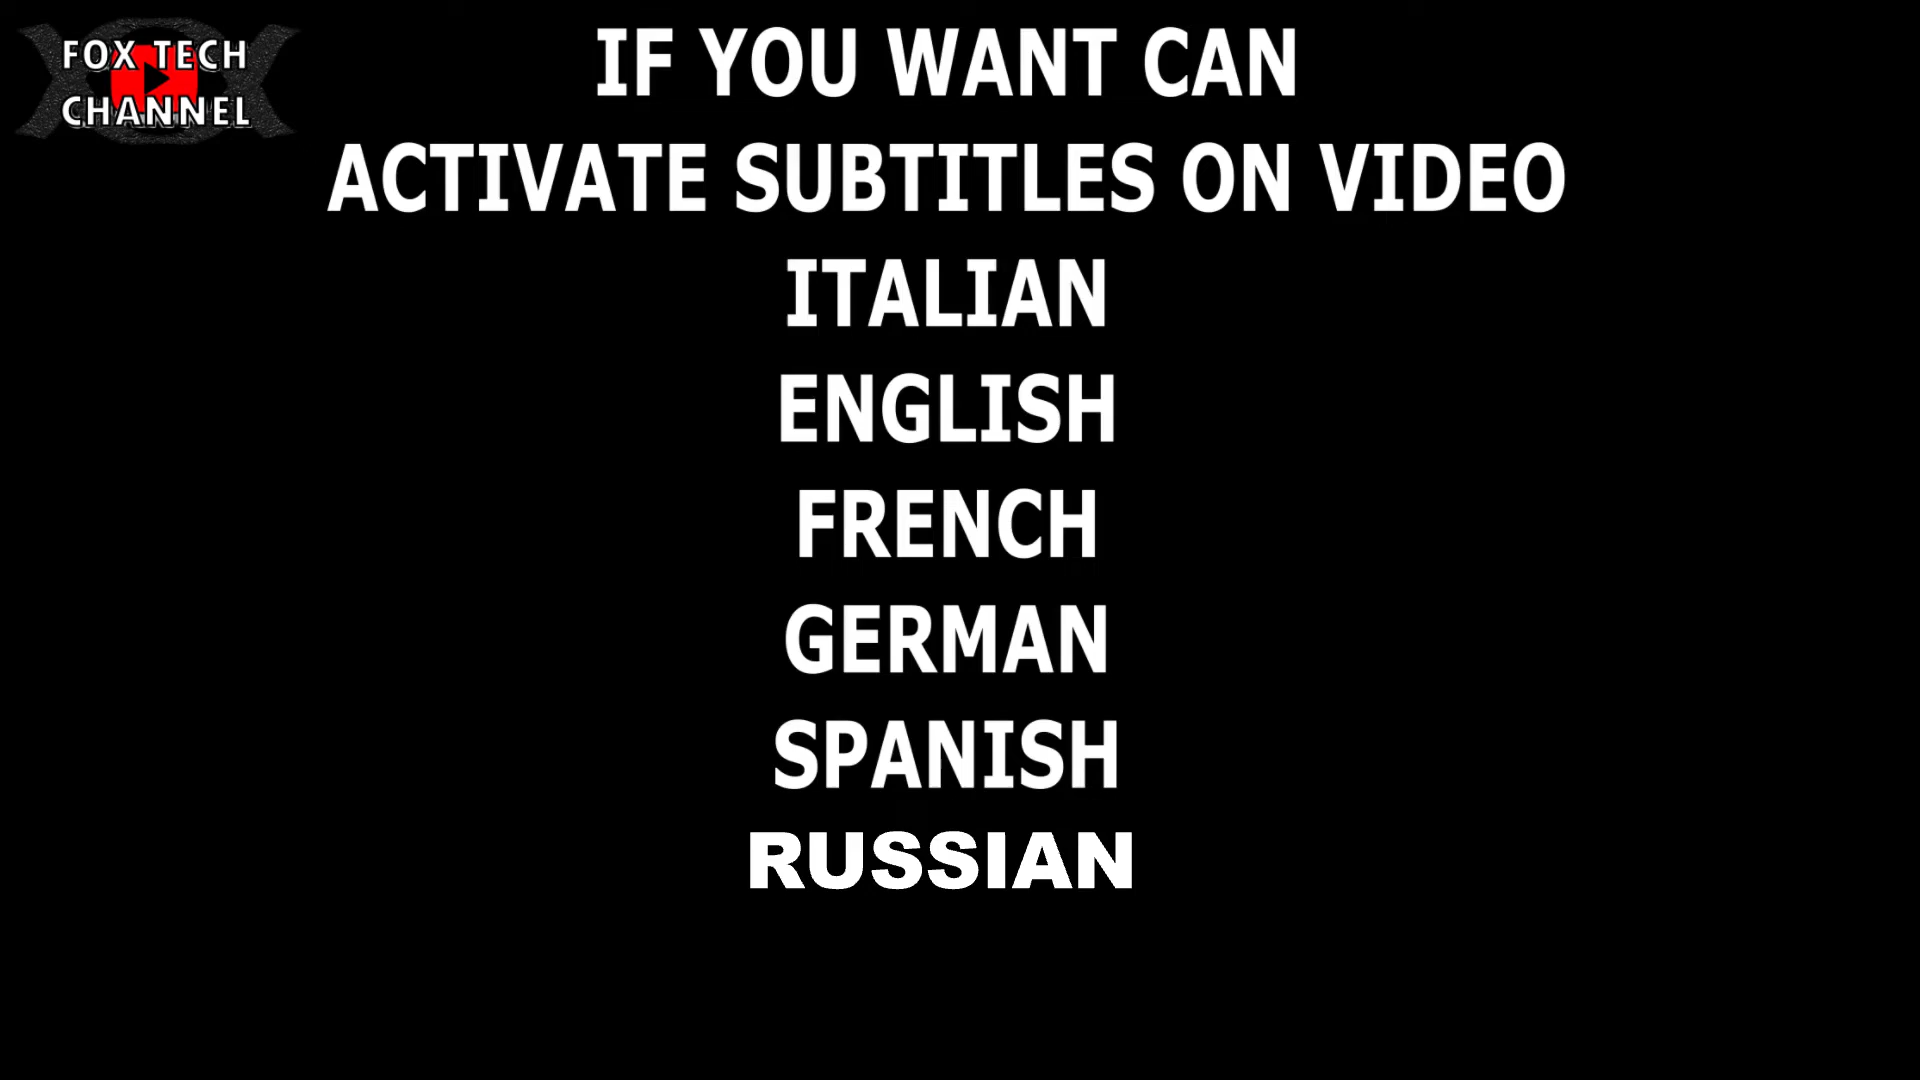 FOX TECH
CHANNEL
IF YOU WANT CAN
ACTIVATE SUBTITLES ON VIDEO
ITALIAN
ENGLISH
FRENCH
GERMAN
SPANISH
RUSSIAN